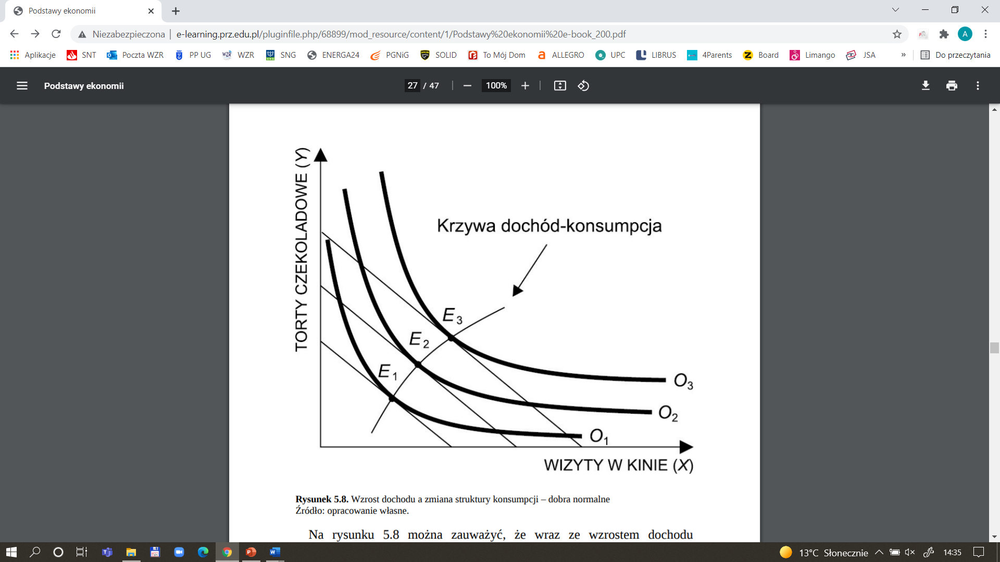 Podstawy ekonomii
Niezabezpieczona
e-learning.prz.edu.pl/pluginfile.php/68899/mod_resource/content/1/Podstawy%20ekonomii%20e-book_200.pdf
A
Aplikacje SNT Poczta WZR PP UG WZR SNG ENERGA24 PGNiG SOLID To Mój Dom ALLEGRO UPC LIBRUS 4Parents Board Limango JSA » Do przeczytania
Podstawy ekonomii
27 / 47
100%
TORTY CZEKOLADOWE (Y)
Krzywa dochód-konsumpcja
E3
E2
E1
O3
O2
O1
WIZYTY W KINIE (X)
Rysunek 5.8. Wzrost dochodu a zmiana struktury konsumpcji – dobra normalne
Źródło: opracowanie własne.
Na rysunku 5.8 można zauważyć, że wraz ze wzrostem dochodu
13°C Słonecznie
14:35